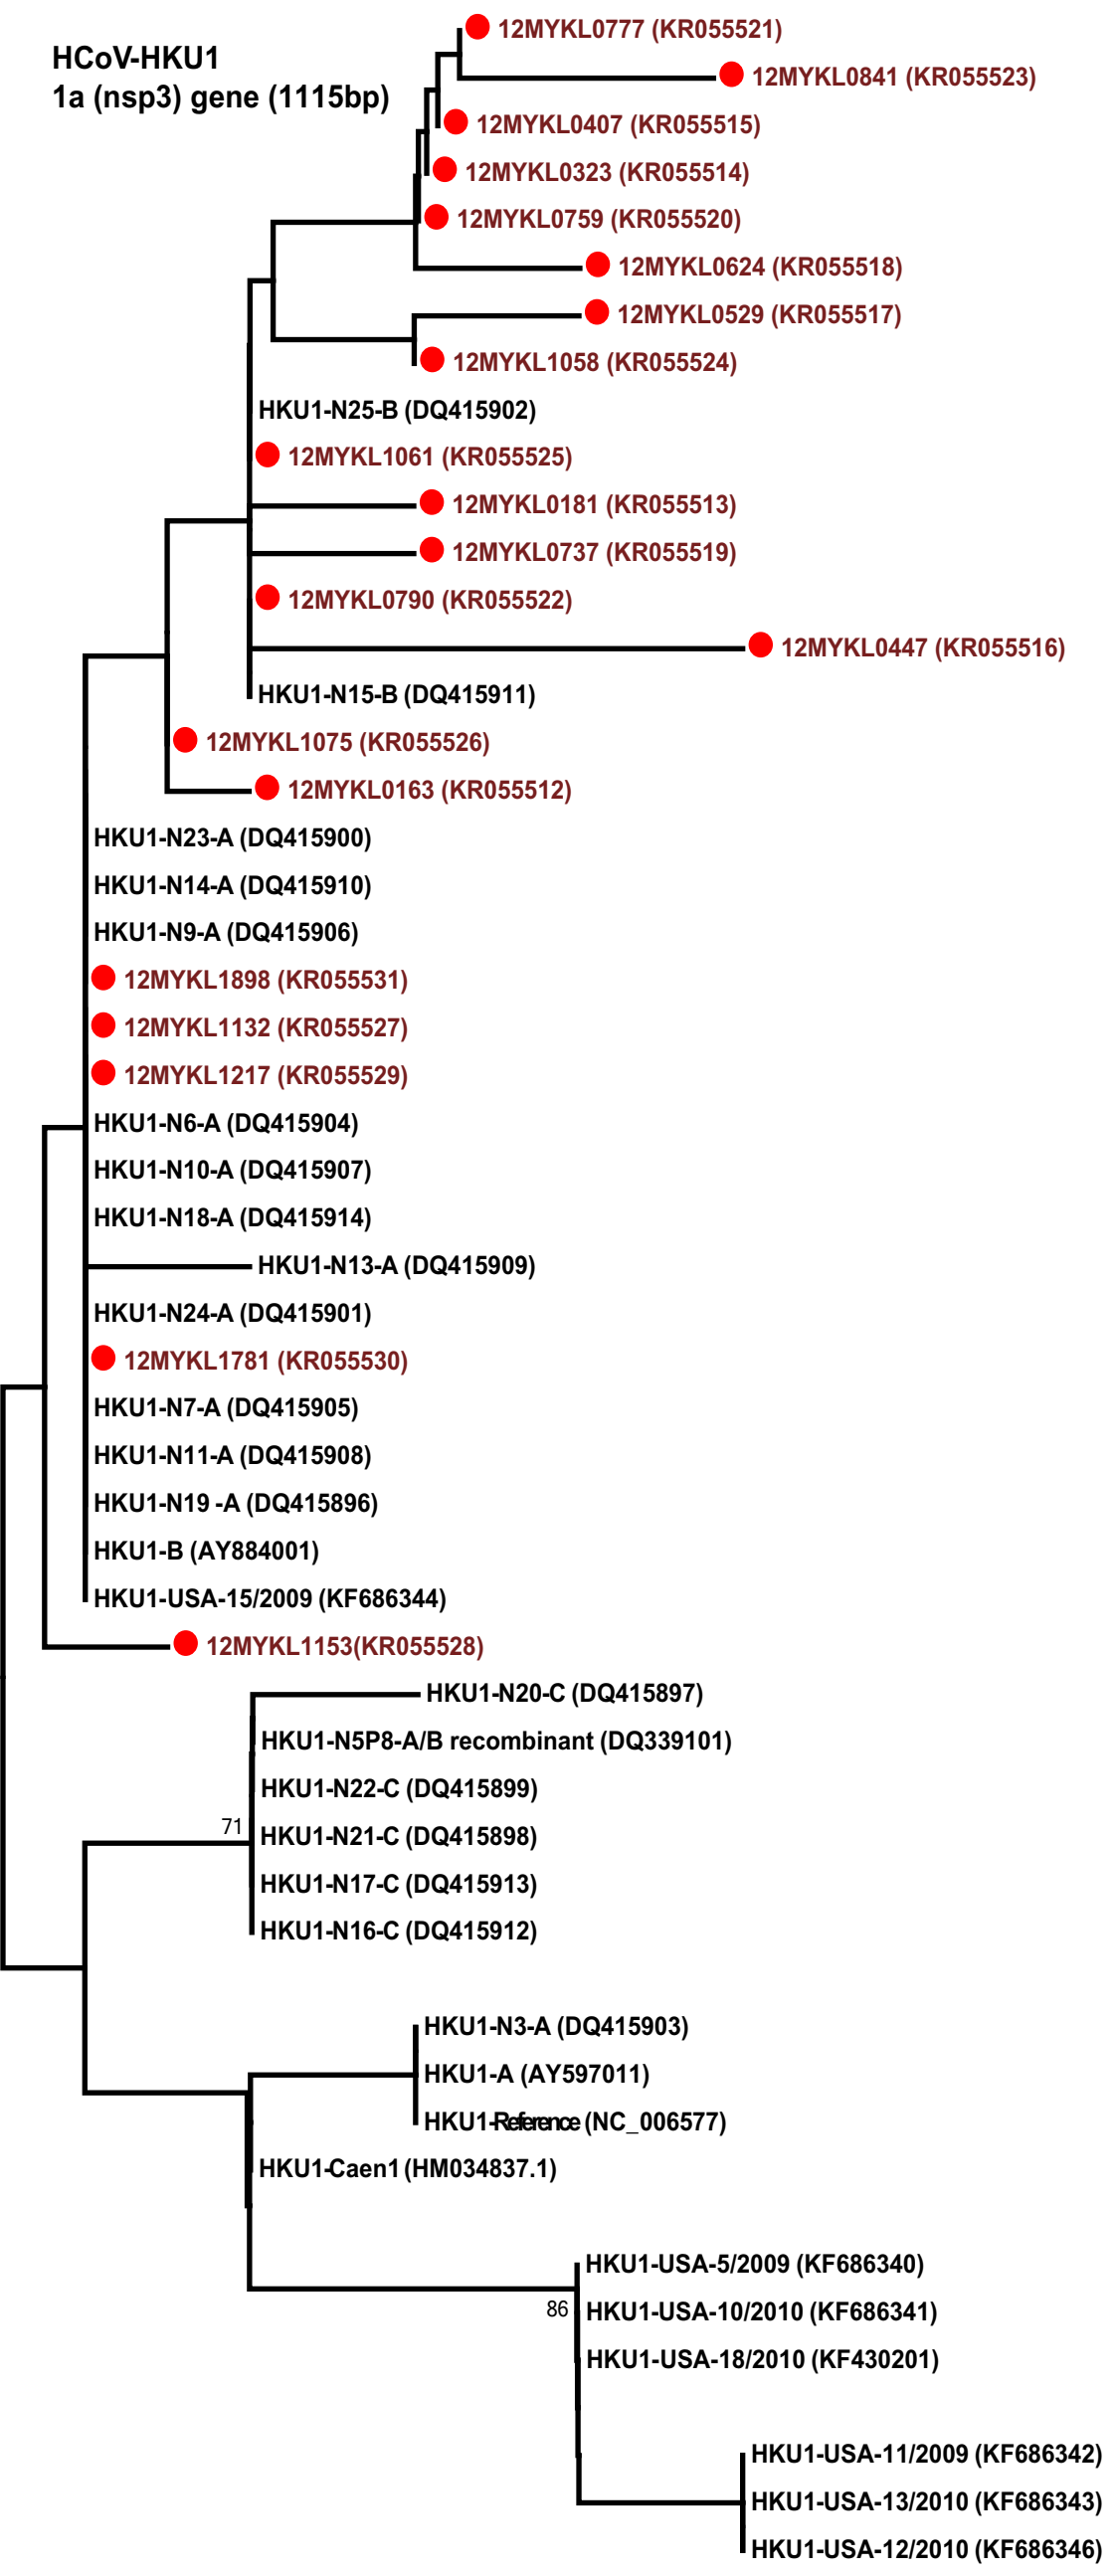 HCoV-HKU1
1a (nsp3) gene (1115bp)
12MYKL0777 (KR055521)
12MYKL0841 (KR055523)
12MYKL0407 (KR055515)
12MYKL0323 (KR055514)
12MYKL0759 (KR055520)
12MYKL0624 (KR055518)
12MYKL0529 (KR055517)
12MYKL1058 (KR055524)
HKU1-N25-B (DQ415902)
12MYKL1061 (KR055525)
12MYKL0181 (KR055513)
12MYKL0737 (KR055519)
12MYKL0790 (KR055522)
12MYKL0447 (KR055516)
HKU1-N15-B (DQ415911)
12MYKL1075 (KR055526)
12MYKL0163 (KR055512)
HKU1-N23-A (DQ415900)
HKU1-N14-A (DQ415910)
HKU1-N9-A (DQ415906)
12MYKL1898 (KR055531)
12MYKL1132 (KR055527)
12MYKL1217 (KR055529)
HKU1-N6-A (DQ415904)
HKU1-N10-A (DQ415907)
HKU1-N18-A (DQ415914)
HKU1-N13-A (DQ415909)
HKU1-N24-A (DQ415901)
12MYKL1781 (KR055530)
HKU1-N7-A (DQ415905)
HKU1-N11-A (DQ415908)
HKU1-N19 -A (DQ415896)
HKU1-B (AY884001)
HKU1-USA-15/2009 (KF686344)
12MYKL1153(KR055528)
HKU1-N20-C (DQ415897)
HKU1-N5P8-A/B recombinant (DQ339101)
HKU1-N22-C (DQ415899)
71
HKU1-N21-C (DQ415898)
HKU1-N17-C (DQ415913)
HKU1-N16-C (DQ415912)
HKU1-N3-A (DQ415903)
HKU1-A (AY597011)
HKU1-Reference (NC_006577)
HKU1-Caen1 (HM034837.1)
HKU1-USA-5/2009 (KF686340)
86
HKU1-USA-10/2010 (KF686341)
HKU1-USA-18/2010 (KF430201)
HKU1-USA-11/2009 (KF686342)
HKU1-USA-13/2010 (KF686343)
HKU1-USA-12/2010 (KF686346)